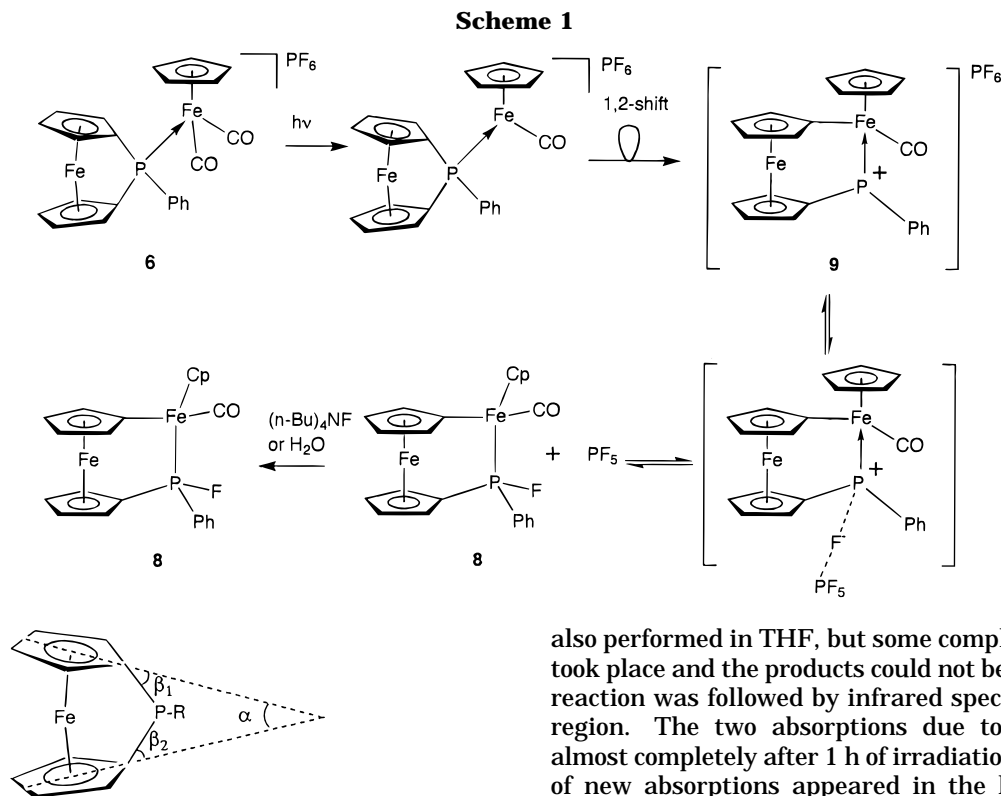 Scheme 1
PF6
Fe
CO
CO
Fe
P
Ph
6
hν
PF6
Fe
CO
Fe
P
Ph
1,2-shift
PF6
Fe
CO
Fe
P
+
Ph
9
Cp
Fe
CO
Fe
P
F
Ph
8
(n-Bu)4NF
or H2O
Cp
Fe
CO
Fe
P
F
Ph
8
+
PF5
Fe
CO
Fe
+
P
Ph
F-
PF5
β1
Fe
P-R
α
β2
also performed in THF, but some compl
took place and the products could not be
reaction was followed by infrared spec
region. The two absorptions due to
almost completely after 1 h of irradiation
of new absorptions appeared in the